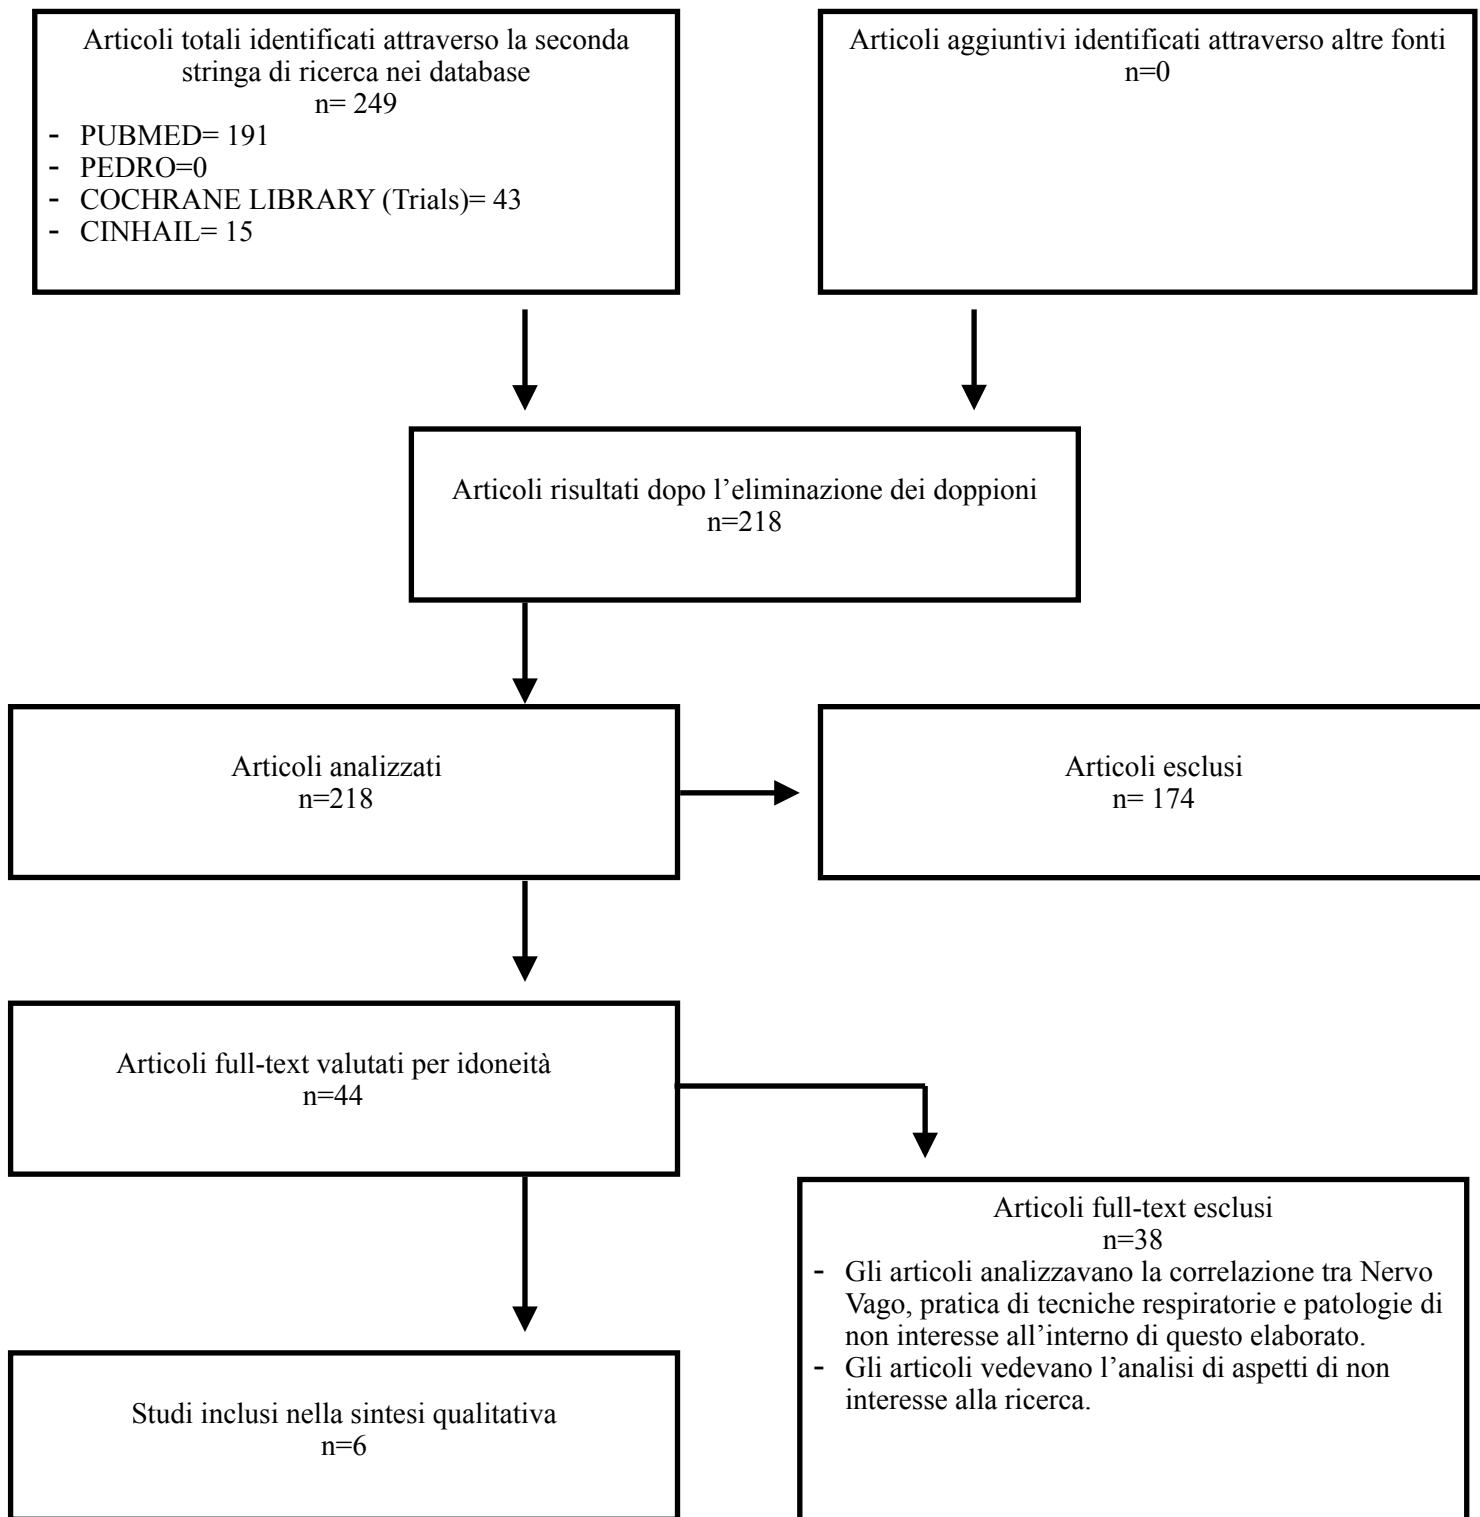 Articoli totali identificati attraverso la seconda
stringa di ricerca nei database
n= 249
- PUBMED= 191
- PEDRO=0
- COCHRANE LIBRARY (Trials)= 43
- CINHAIL= 15
Articoli aggiuntivi identificati attraverso altre fonti
n=0
Articoli risultati dopo l’eliminazione dei doppioni
n=218
Articoli analizzati
n=218
Articoli esclusi
n= 174
Articoli full-text valutati per idoneità
n=44
Articoli full-text esclusi
n=38
- Gli articoli analizzavano la correlazione tra Nervo
Vago, pratica di tecniche respiratorie e patologie di
non interesse all’interno di questo elaborato.
- Gli articoli vedevano l’analisi di aspetti di non
interesse alla ricerca.
Studi inclusi nella sintesi qualitativa
n=6